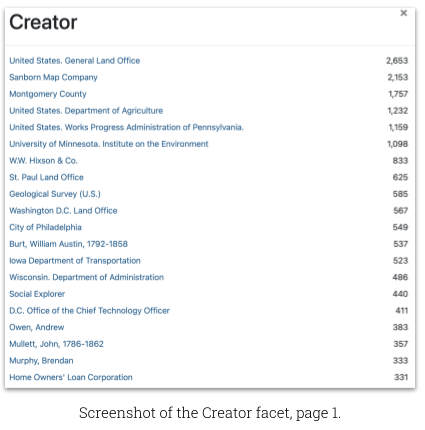 Creator ×
United States. General Land Office 2,653
Sanborn Map Company 2,153
Montgomery County 1,757
United States. Department of Agriculture 1,232
United States. Works Progress Administration of Pennsylvania. 1,159
University of Minnesota. Institute on the Environment 1,098
W.W. Hixson & Co. 833
St. Paul Land Office 625
Geological Survey (U.S.) 585
Washington D.C. Land Office 567
City of Philadelphia 549
Burt, William Austin, 1792-1858 537
Iowa Department of Transportation 523
Wisconsin. Department of Administration 486
Social Explorer 440
D.C. Office of the Chief Technology Officer 411
Owen, Andrew 383
Mullett, John, 1786-1862 357
Murphy, Brendan 333
Home Owners' Loan Corporation 331
Screenshot of the Creator facet, page 1.